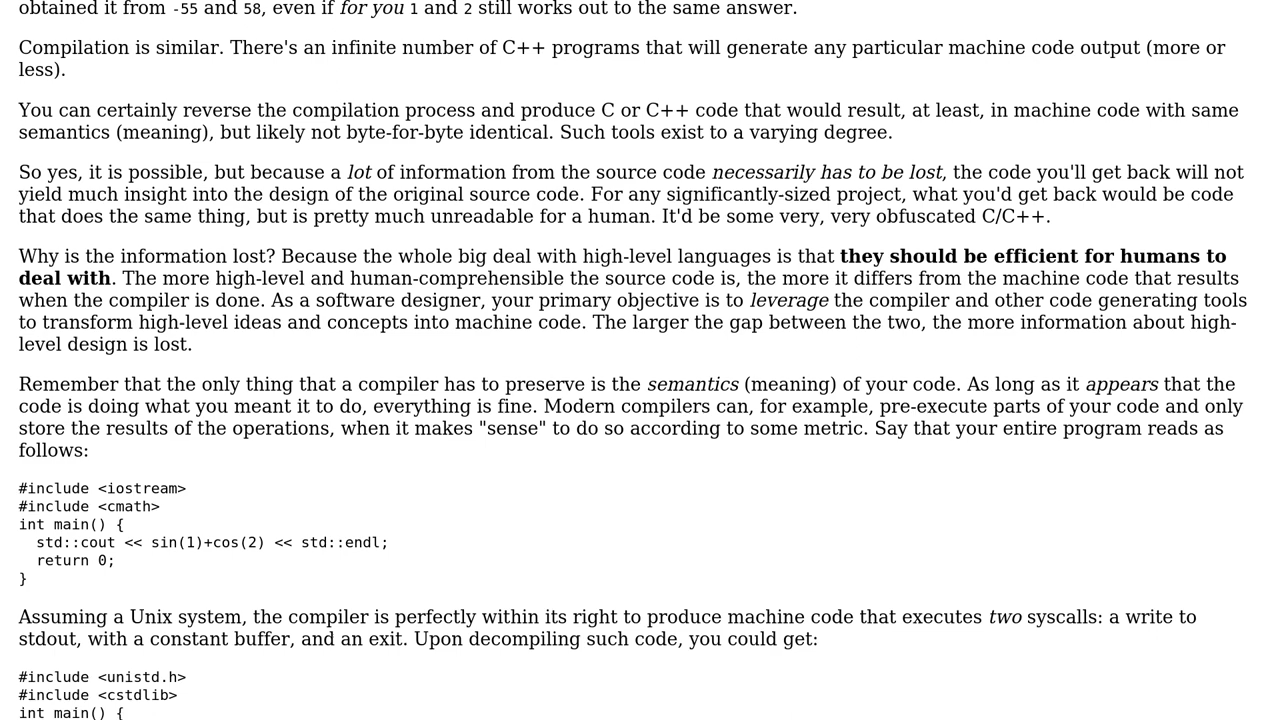 obtained it from -55 and 58, even if for you 1 and 2 still works out to the same answer.
Compilation is similar. There's an infinite number of C++ programs that will generate any particular machine code output (more or
less).
You can certainly reverse the compilation process and produce C or C++ code that would result, at least, in machine code with same
semantics (meaning), but likely not byte-for-byte identical. Such tools exist to a varying degree.
So yes, it is possible, but because a lot of information from the source code necessarily has to be lost, the code you'll get back will not
yield much insight into the design of the original source code. For any significantly-sized project, what you'd get back would be code
that does the same thing, but is pretty much unreadable for a human. It'd be some very, very obfuscated C/C++.
Why is the information lost? Because the whole big deal with high-level languages is that they should be efficient for humans to
deal with. The more high-level and human-comprehensible the source code is, the more it differs from the machine code that results
when the compiler is done. As a software designer, your primary objective is to leverage the compiler and other code generating tools
to transform high-level ideas and concepts into machine code. The larger the gap between the two, the more information about high-
level design is lost.
Remember that the only thing that a compiler has to preserve is the semantics (meaning) of your code. As long as it appears that the
code is doing what you meant it to do, everything is fine. Modern compilers can, for example, pre-execute parts of your code and only
store the results of the operations, when it makes "sense" to do so according to some metric. Say that your entire program reads as
follows:
#include <iostream>
#include <cmath>
int main() {
  std::cout << sin(1)+cos(2) << std::endl;
  return 0;
}
Assuming a Unix system, the compiler is perfectly within its right to produce machine code that executes two syscalls: a write to
stdout, with a constant buffer, and an exit. Upon decompiling such code, you could get:
#include <unistd.h>
#include <cstdlib>
int main() {